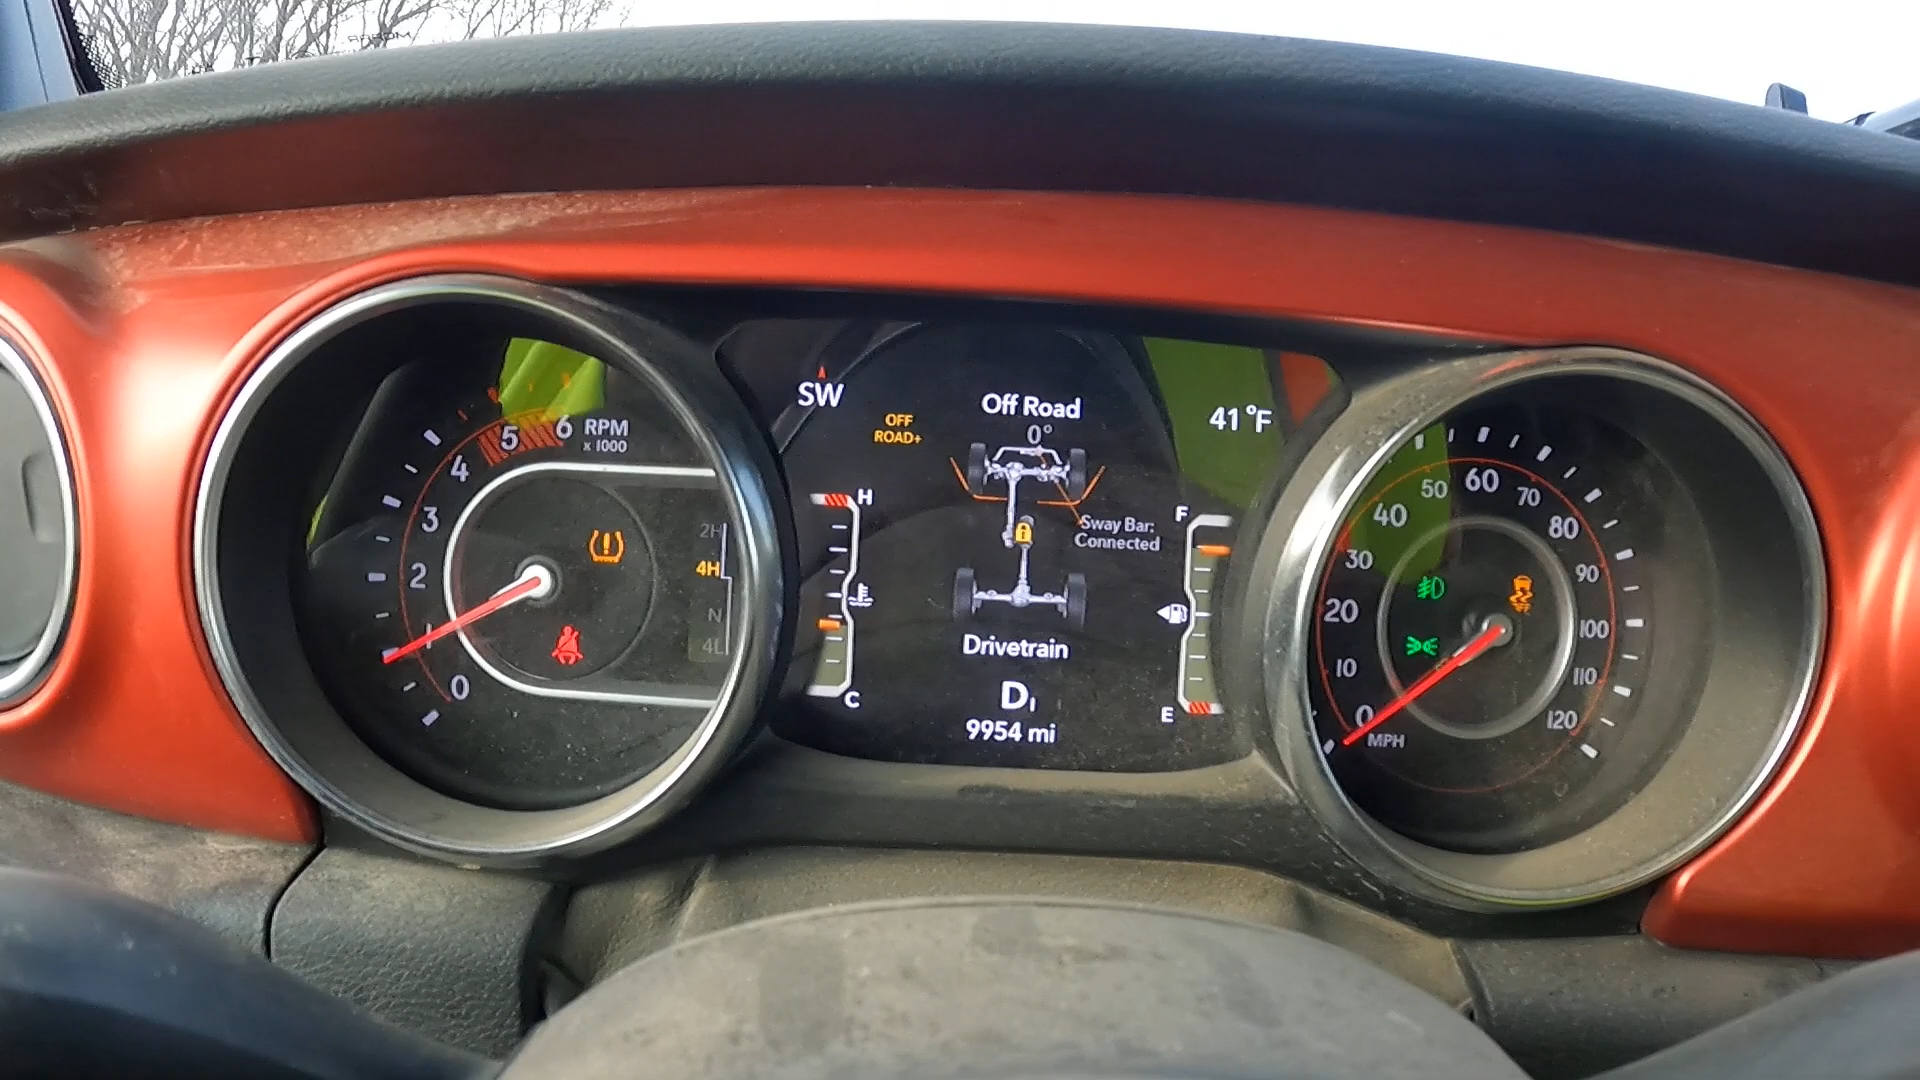 6 RPM
x 1000
5
4
3
2
1
0
2H
4H
N
4L
SW
OFF
ROAD+
Off Road
0°
41°F
H
C
Sway Bar:
Connected
F
E
Drivetrain
D1
9954 mi
0
10
20
30
40
50
60
70
80
90
100
110
120
MPH